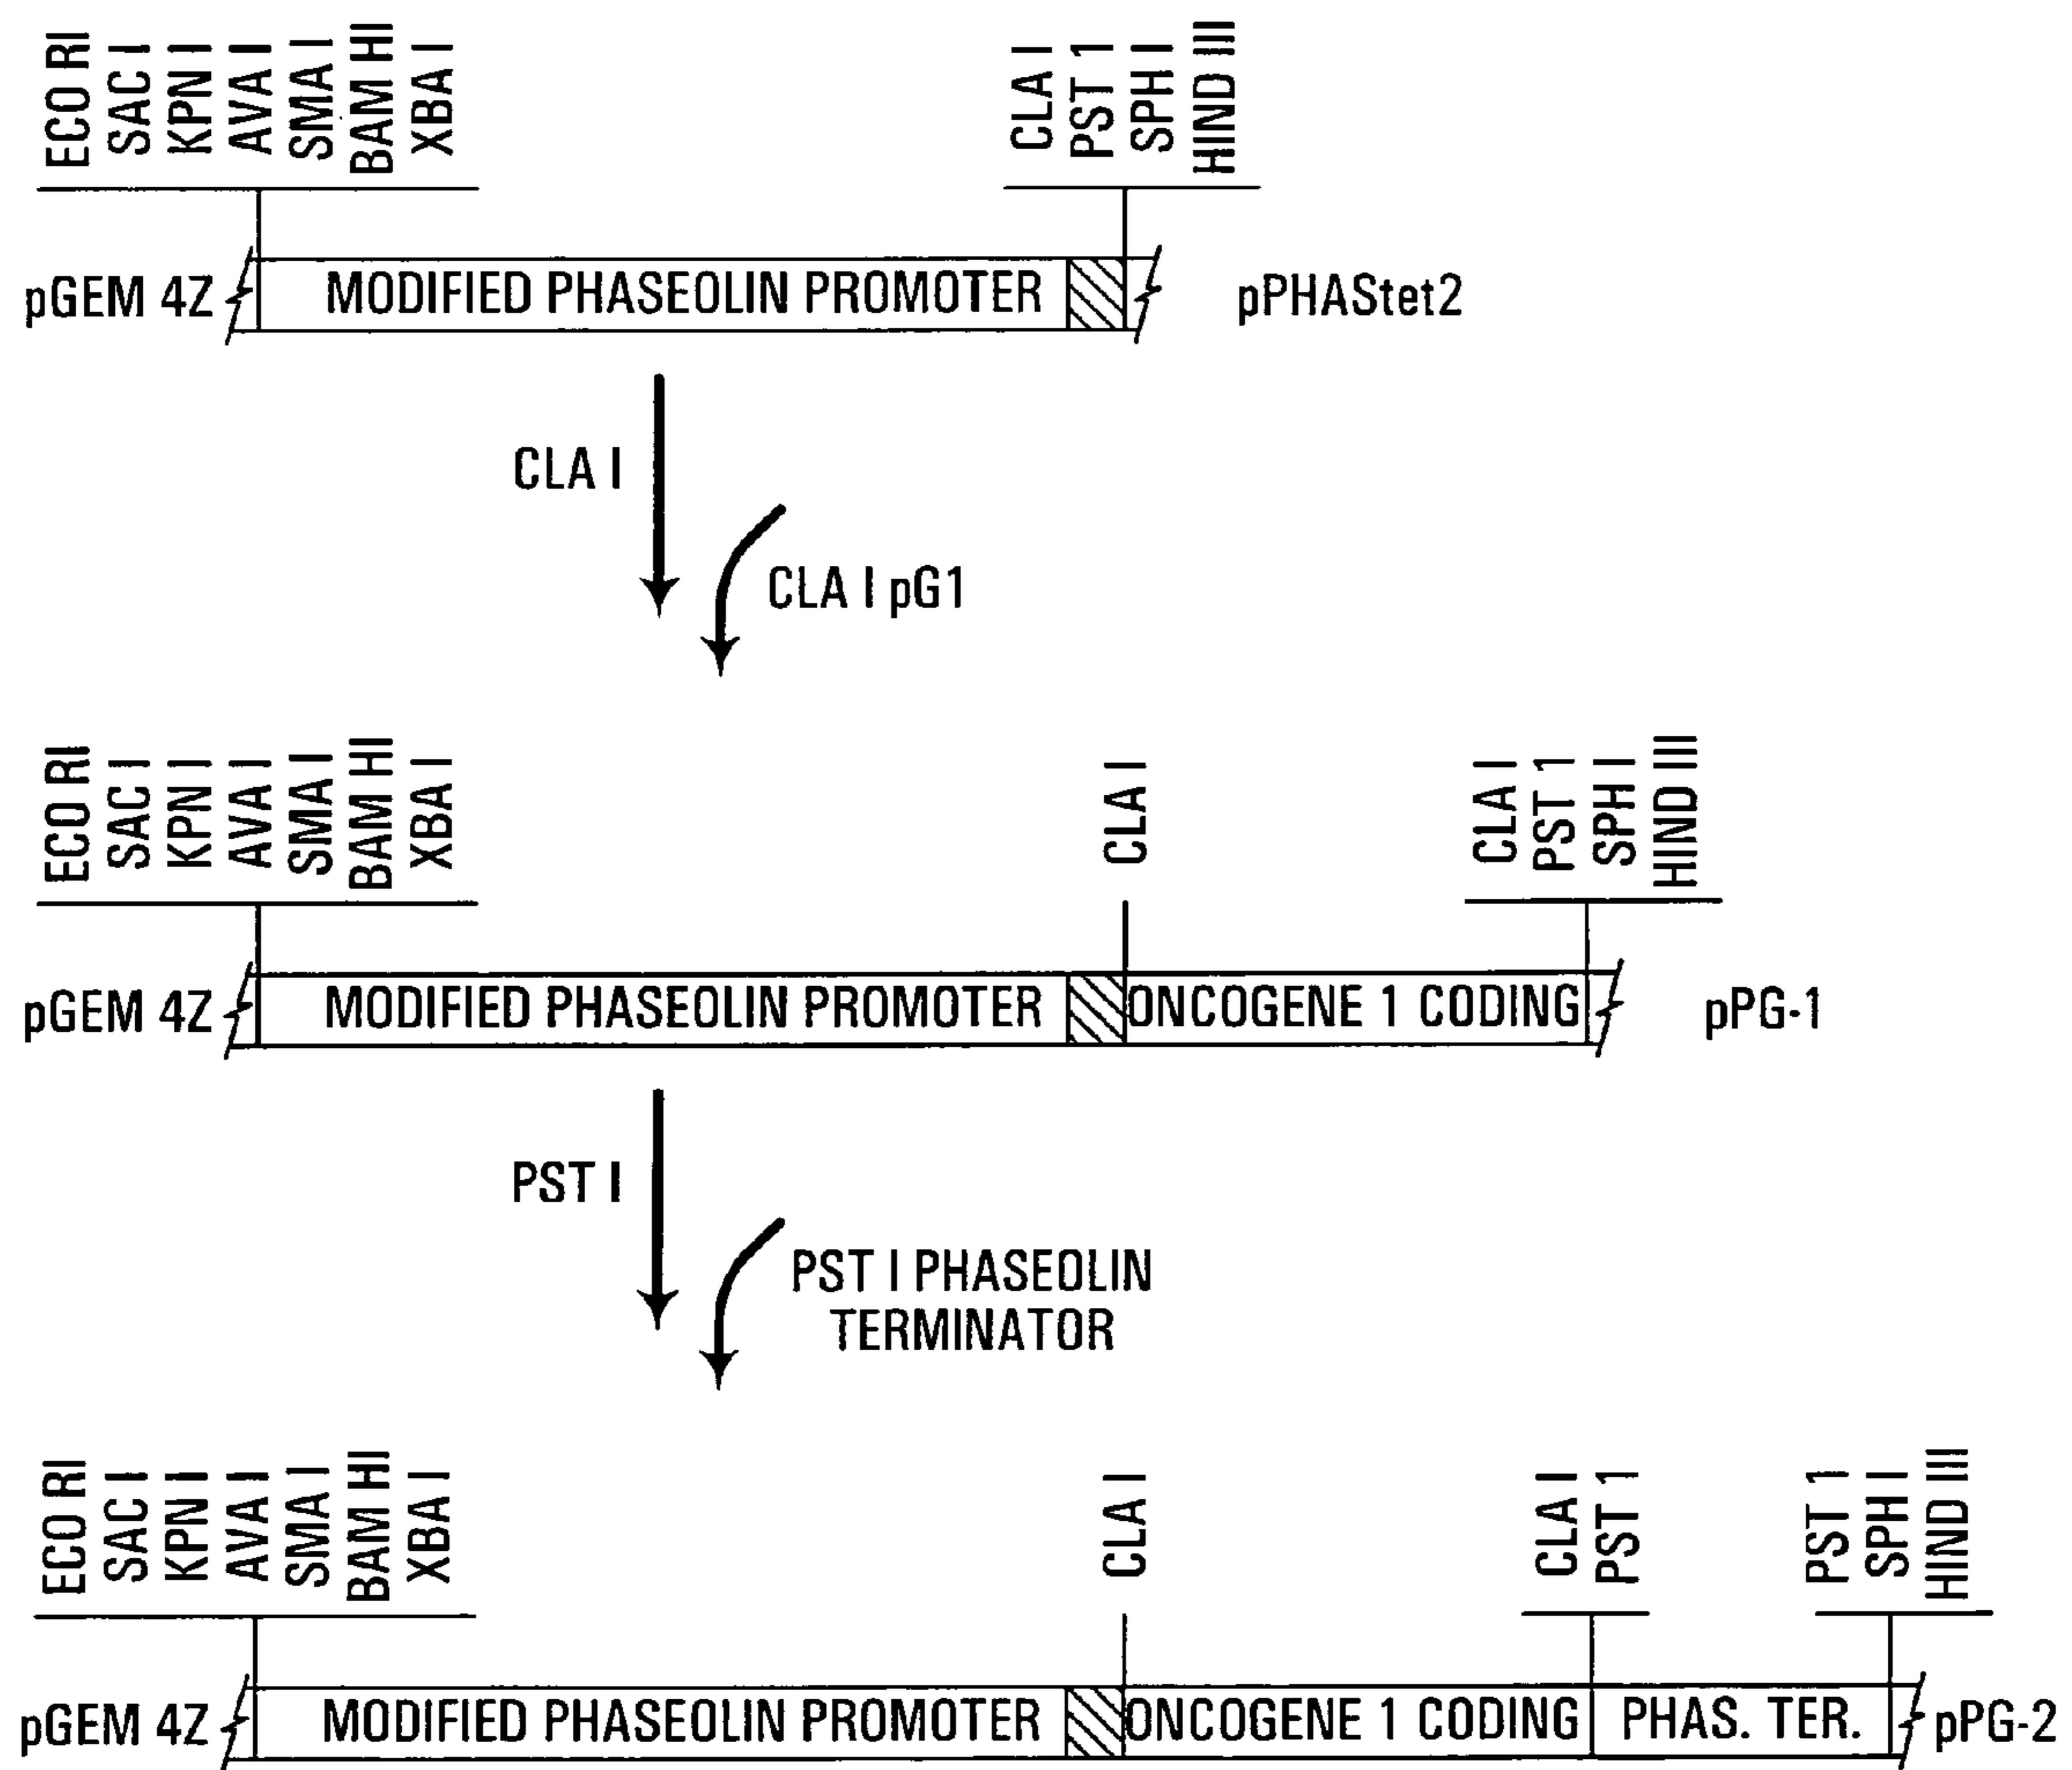 ECO RI
SAC I
KPN I
AVA I
SMA I
BAM HI
XBA I
CLA I
PST 1
SPH I
HIND III
pGEM 4Z
MODIFIED PHASEOLIN PROMOTER
pPHAStet2
CLA I
CLA I pG1
ECO RI
SAC I
KPN I
AVA I
SMA I
BAM HI
XBA I
CLA I
CLA I
PST 1
SPH I
HIND III
pGEM 4Z
MODIFIED PHASEOLIN PROMOTER
ONCOGENE 1 CODING
pPG-1
PST I
PST I PHASEOLIN
TERMINATOR
ECO RI
SAC I
KPN I
AVA I
SMA I
BAM HI
XBA I
CLA I
CLA I
PST 1
PST 1
SPH I
HIND III
pGEM 4Z
MODIFIED PHASEOLIN PROMOTER
ONCOGENE 1 CODING
PHAS. TER.
pPG-2